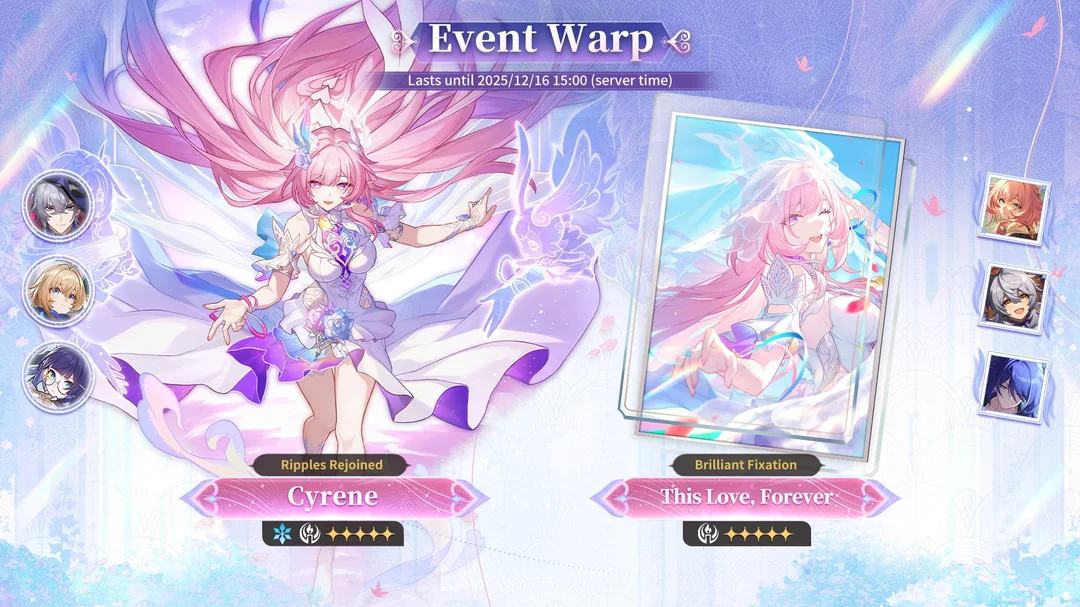 Event Warp
Lasts until 2025/12/16 15:00 (server time)
Ripples Rejoined
Cyrene
Brilliant Fixation
This Love, Forever